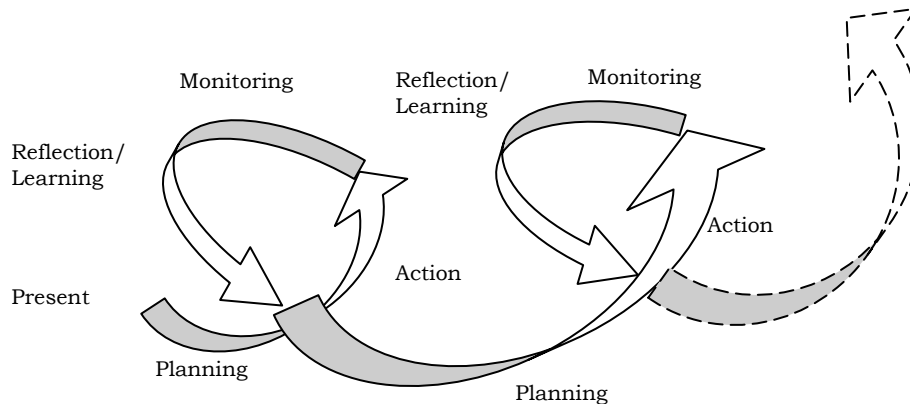 Monitoring
Reflection/
Learning
Monitoring
Reflection/
Learning
Action
Action
Present
Planning
Planning